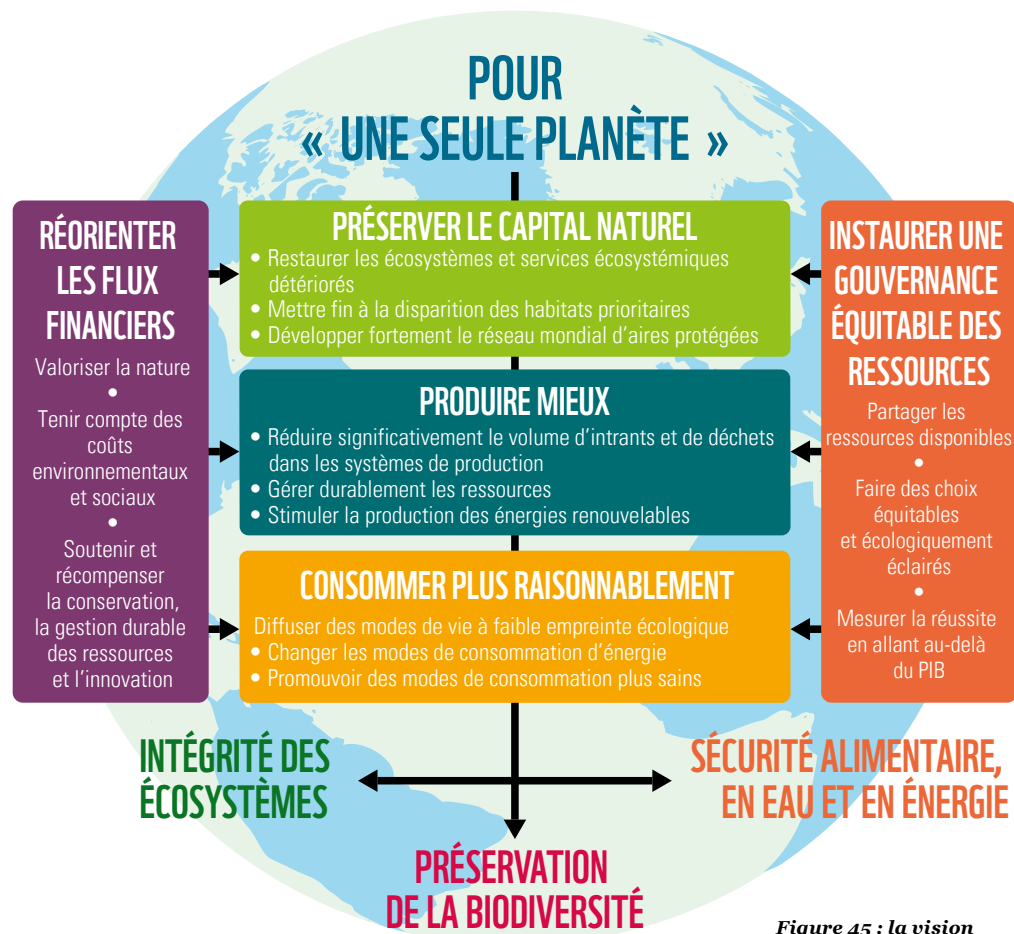 POUR
« UNE SEULE PLANÈTE »
RÉORIENTER
LES FLUX
FINANCIERS
Valoriser la nature
•
Tenir compte des
coûts
environnementaux
et sociaux
•
Soutenir et
récompenser
la conservation,
la gestion durable
des ressources
et l'innovation
PRÉSERVER LE CAPITAL NATUREL
• Restaurer les écosystèmes et services écosystémiques
détériorés
• Mettre fin à la disparition des habitats prioritaires
• Développer fortement le réseau mondial d'aires protégées
PRODUIRE MIEUX
• Réduire significativement le volume d'intrants et de déchets
dans les systèmes de production
• Gérer durablement les ressources
• Stimuler la production des énergies renouvelables
CONSOMMER PLUS RAISONNABLEMENT
Diffuser des modes de vie à faible empreinte écologique
• Changer les modes de consommation d'énergie
• Promouvoir des modes de consommation plus sains
INSTAURER UNE
GOUVERNANCE
ÉQUITABLE DES
RESSOURCES
Partager les
ressources disponibles
•
Faire des choix
équitables
et écologiquement
éclairés
•
Mesurer la réussite
en allant au-delà
du PIB
INTÉGRITÉ DES
ÉCOSYSTÈMES
SÉCURITÉ ALIMENTAIRE,
EN EAU ET EN ÉNERGIE
PRÉSERVATION
DE LA BIODIVERSITÉ
Figure 45 : la vision